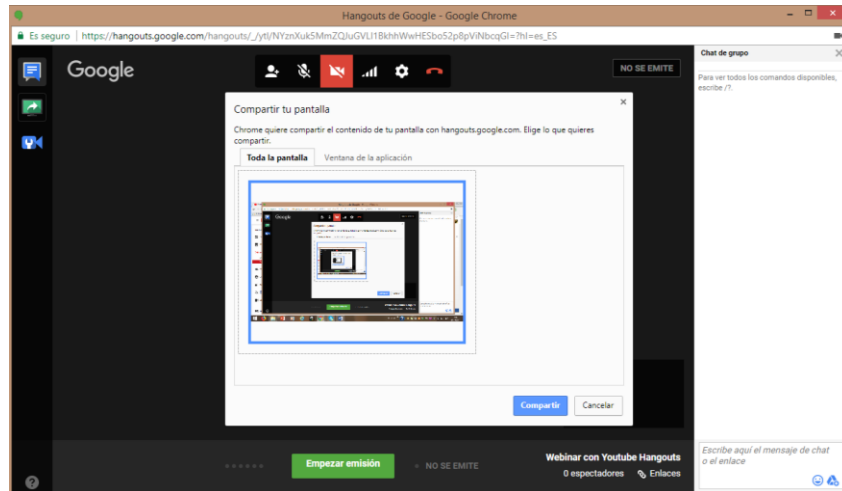 Hangouts de Google - Google Chrome
Es seguro | https://hangouts.google.com/hangouts/_/ytl/NYznXuk5MmZQJuGVLI1BkhhWwHESbo52p8pViNbcqGI=?hl=es_ES
Google
NO SE EMITE
Chat de grupo
Para ver todos los comandos disponibles,
escribe /?.
Compartir tu pantalla
Chrome quiere compartir el contenido de tu pantalla con hangouts.google.com. Elige lo que quieres
compartir.
Toda la pantalla
Ventana de la aplicación
Compartir
Cancelar
Empezar emisión
NO SE EMITE
Webinar con Youtube Hangouts
0 espectadores
Enlaces
Escribe aquí el mensaje de chat
o el enlace